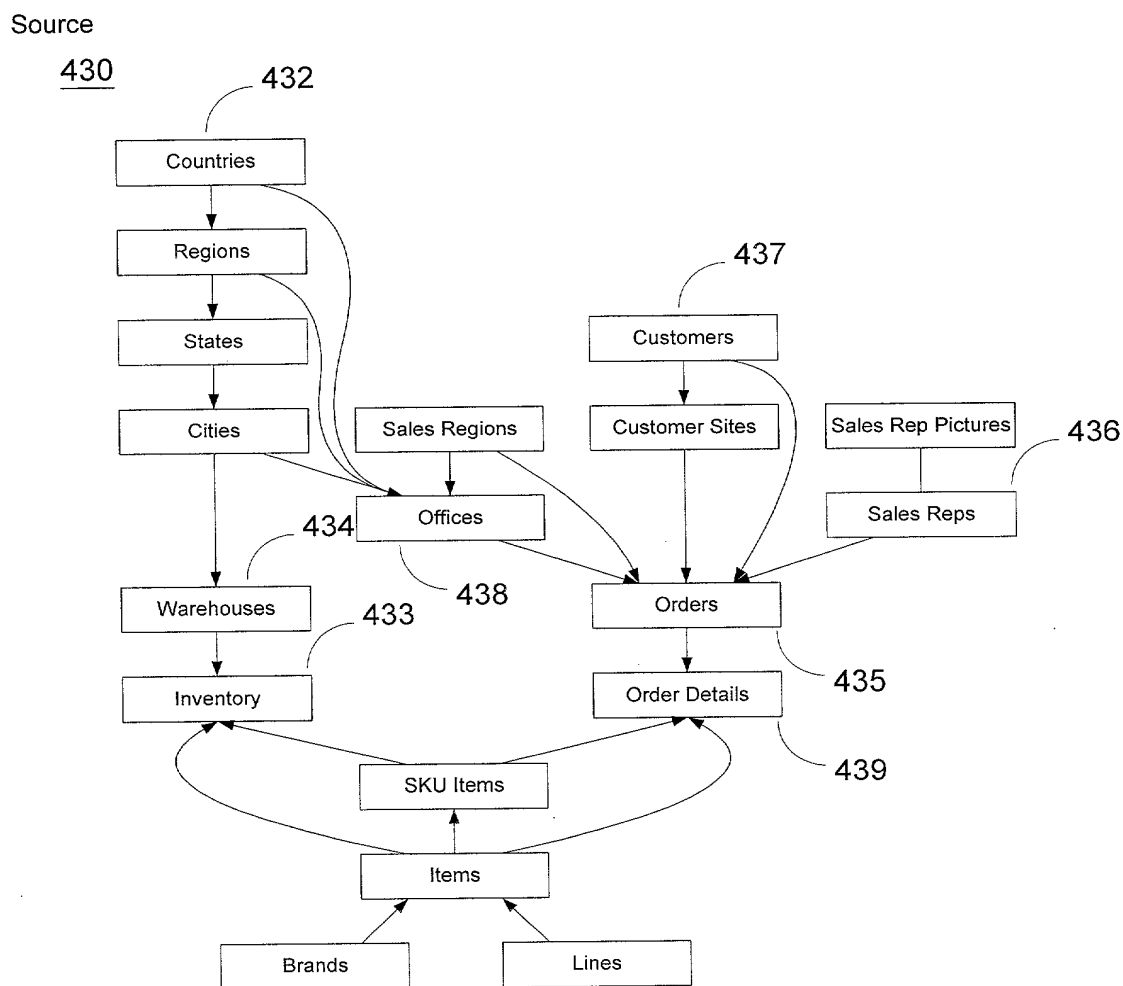 Source
430
432
Countries
Regions
437
States
Customers
Cities
Sales Regions
Customer Sites
Sales Rep Pictures
436
Offices
Sales Reps
434
438
Warehouses
433
Orders
435
Inventory
Order Details
439
SKU Items
Items
Brands
Lines